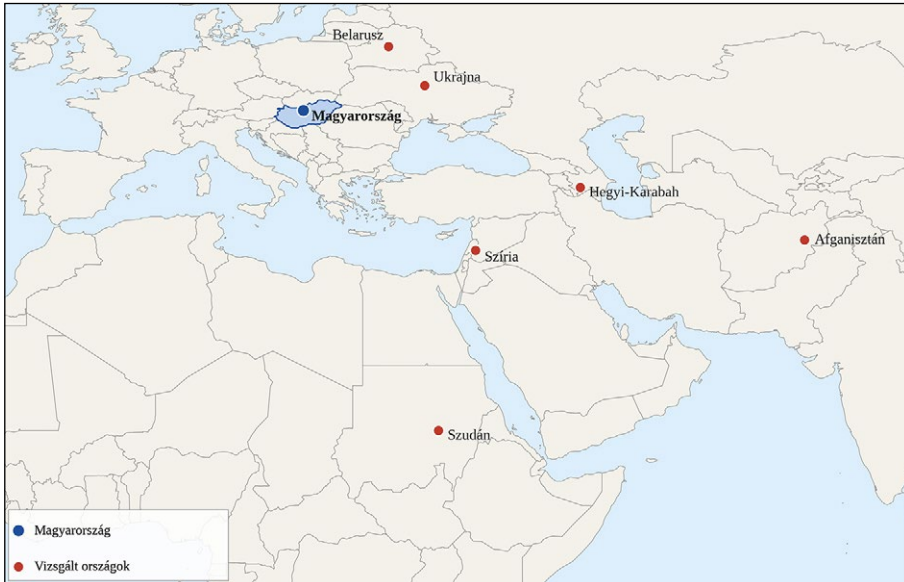 Belarusz
Ukrajna
Magyarország
Hegyi-Karabah
Afganisztán
Szíria
Szudán
Magyarország
Vizsgált országok